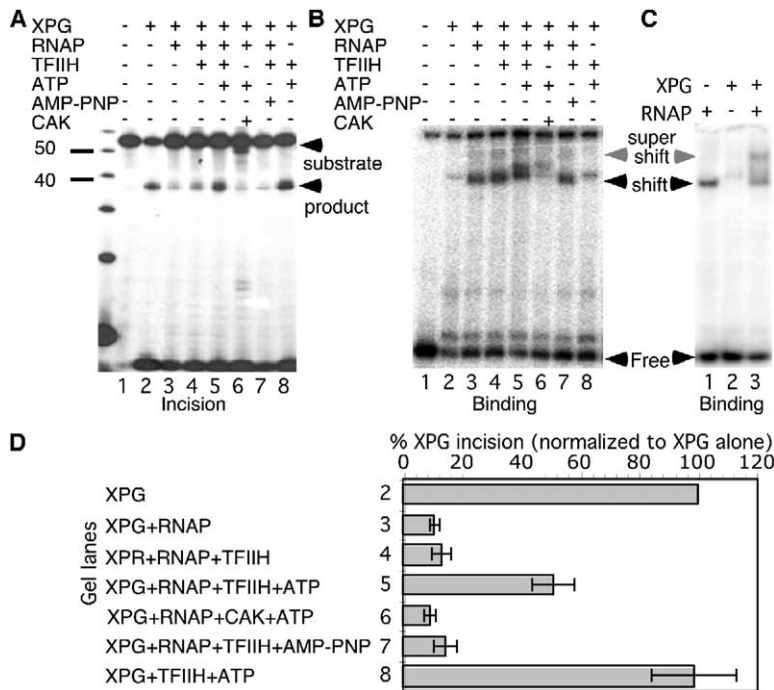 A
XPG - + + + + + + +
RNAP - - + + + + + -
TFIIH - - - + + - + +
ATP - - - - + + - +
AMP-PNP - - - - - - + -
CAK - - - - - + - -
50
40
substrate
product
1 2 3 4 5 6 7 8
Incision
B
XPG - + + + + + + +
RNAP - - + + + + + -
TFIIH - - - + + - + +
ATP - - - - + + - +
AMP-PNP - - - - - - + -
CAK - - - - - + - -
1 2 3 4 5 6 7 8
Binding
C
XPG - + +
RNAP + - +
super
shift
shift
Free
1 2 3
Binding
D
% XPG incision (normalized to XPG alone)
0 20 40 60 80 100 120
Gel lanes
XPG 2
XPG+RNAP 3
XPR+RNAP+TFIIH 4
XPG+RNAP+TFIIH+ATP 5
XPG+RNAP+CAK+ATP 6
XPG+RNAP+TFIIH+AMP-PNP 7
XPG+TFIIH+ATP 8